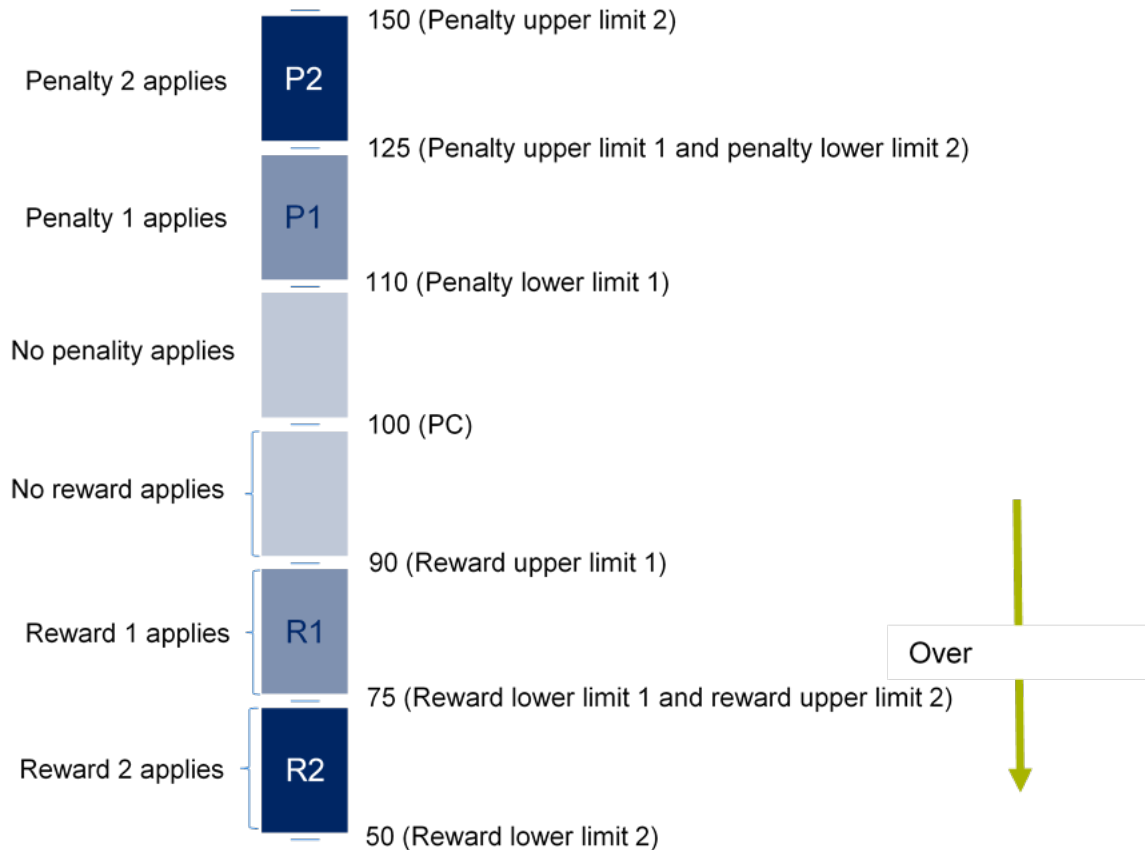 150 (Penalty upper limit 2)
Penalty 2 applies
P2
125 (Penalty upper limit 1 and penalty lower limit 2)
Penalty 1 applies
P1
110 (Penalty lower limit 1)
No penality applies
100 (PC)
No reward applies
90 (Reward upper limit 1)
Reward 1 applies
R1
Over
75 (Reward lower limit 1 and reward upper limit 2)
Reward 2 applies
R2
50 (Reward lower limit 2)